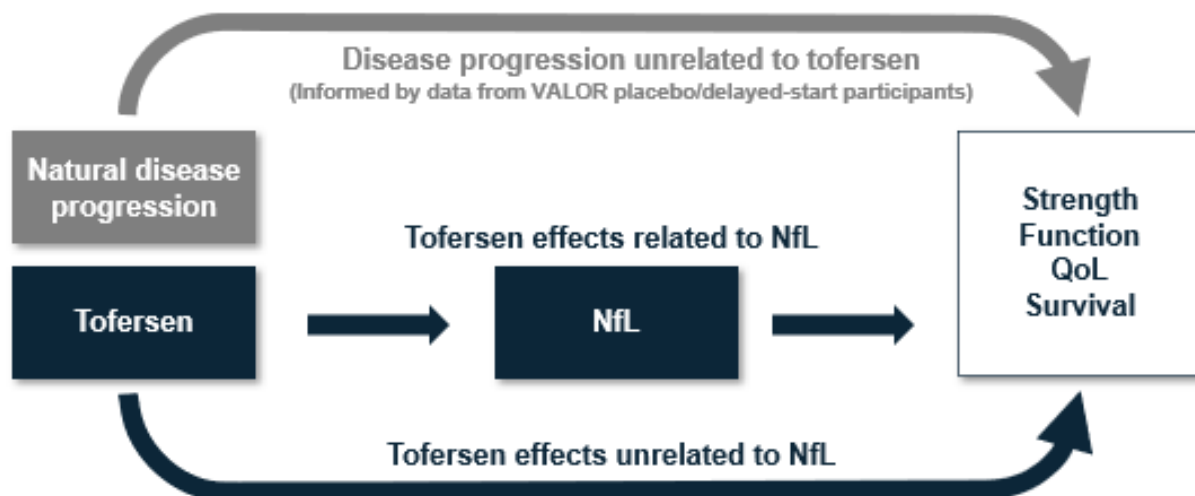 Disease progression unrelated to tofersen
(Informed by data from VALOR placebo/delayed-start participants)
Natural disease
progression
Tofersen
Tofersen effects related to NfL
NfL
Strength
Function
QoL
Survival
Tofersen effects unrelated to NfL